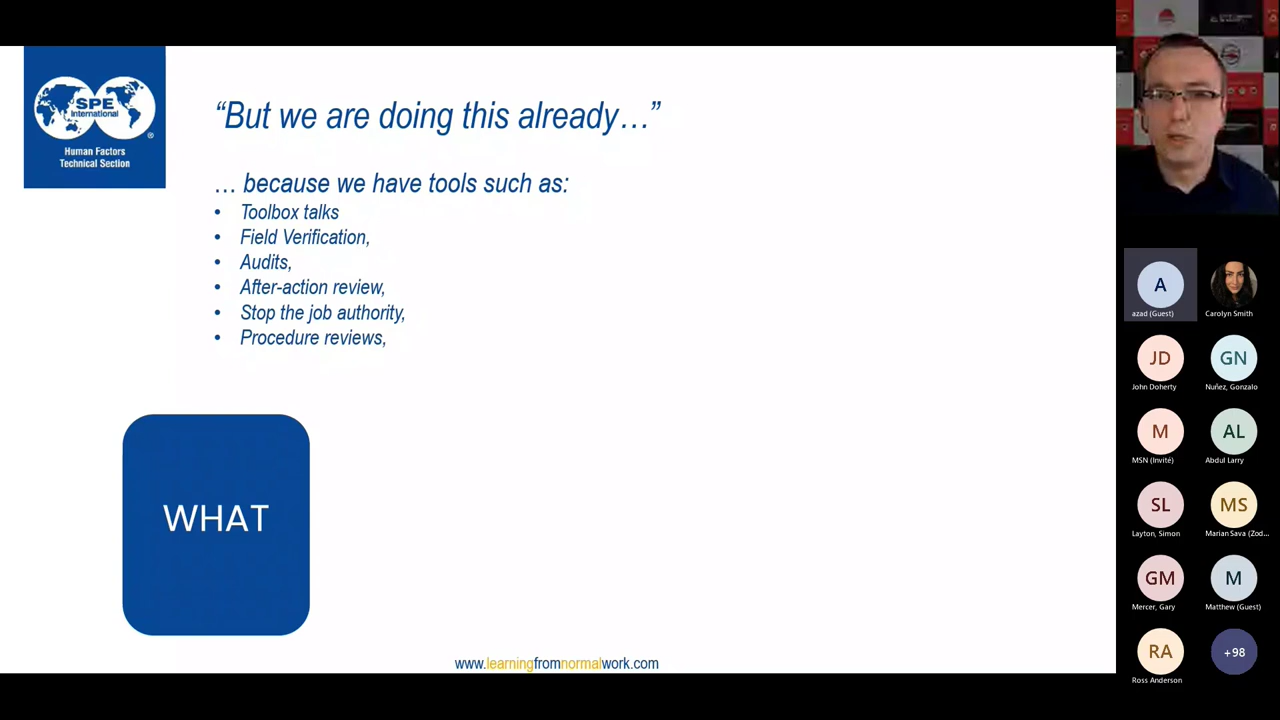 SPE
International
®
Human Factors
Technical Section
“But we are doing this already…”
… because we have tools such as:
• Toolbox talks
• Field Verification,
• Audits,
• After-action review,
• Stop the job authority,
• Procedure reviews,
WHAT
www.learningfromnormalwork.com
A
azad (Guest)
Carolyn Smith
JD
John Doherty
GN
Nuñez, Gonzalo
M
MSN (Invité)
AL
Abdul Larry
SL
Layton, Simon
MS
Marian Sava (Zod...
GM
Mercer, Gary
M
Matthew (Guest)
RA
Ross Anderson
+98